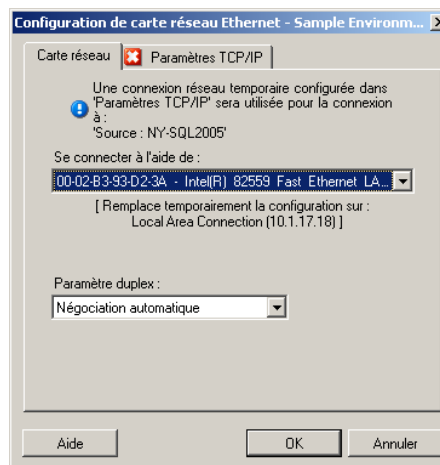 Configuration de carte réseau Ethernet - Sample Environm...
Carte réseau
Paramètres TCP/IP
Une connexion réseau temporaire configurée dans
'Paramètres TCP/IP' sera utilisée pour la connexion
à :
'Source : NY-SQL2005'
Se connecter à l'aide de :
00-02-B3-93-D2-3A - Intel(R) 82559 Fast Ethernet LA...
[ Remplace temporairement la configuration sur :
Local Area Connection (10.1.17.18) ]
Paramètre duplex :
Négociation automatique
Aide
OK
Annuler